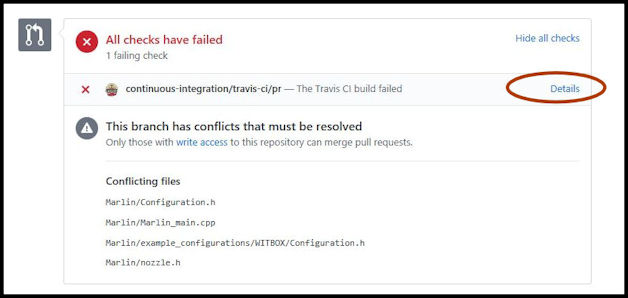 All checks have failed
Hide all checks
1 failing check
continuous-integration/travis-ci/pr — The Travis CI build failed
Details
This branch has conflicts that must be resolved
Only those with write access to this repository can merge pull requests.
Conflicting files
Marlin/Configuration.h
Marlin/Marlin_main.cpp
Marlin/example_configurations/WITBOX/Configuration.h
Marlin/nozzle.h